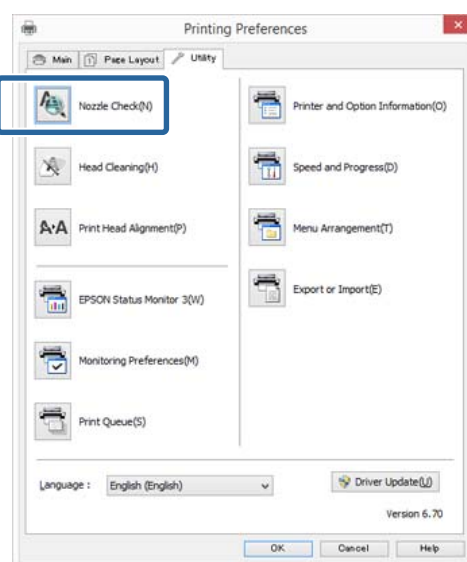 Printing Preferences
Main
Page Layout
Utility
Nozzle Check(N)
Printer and Option Information(O)
Head Cleaning(H)
Speed and Progress(D)
A·A
Print Head Alignment(P)
Menu Arrangement(T)
EPSON Status Monitor 3(W)
Export or Import(E)
Monitoring Preferences(M)
Print Queue(S)
Language :
English (English)
Driver Update(U)
Version 6.70
OK
Cancel
Help